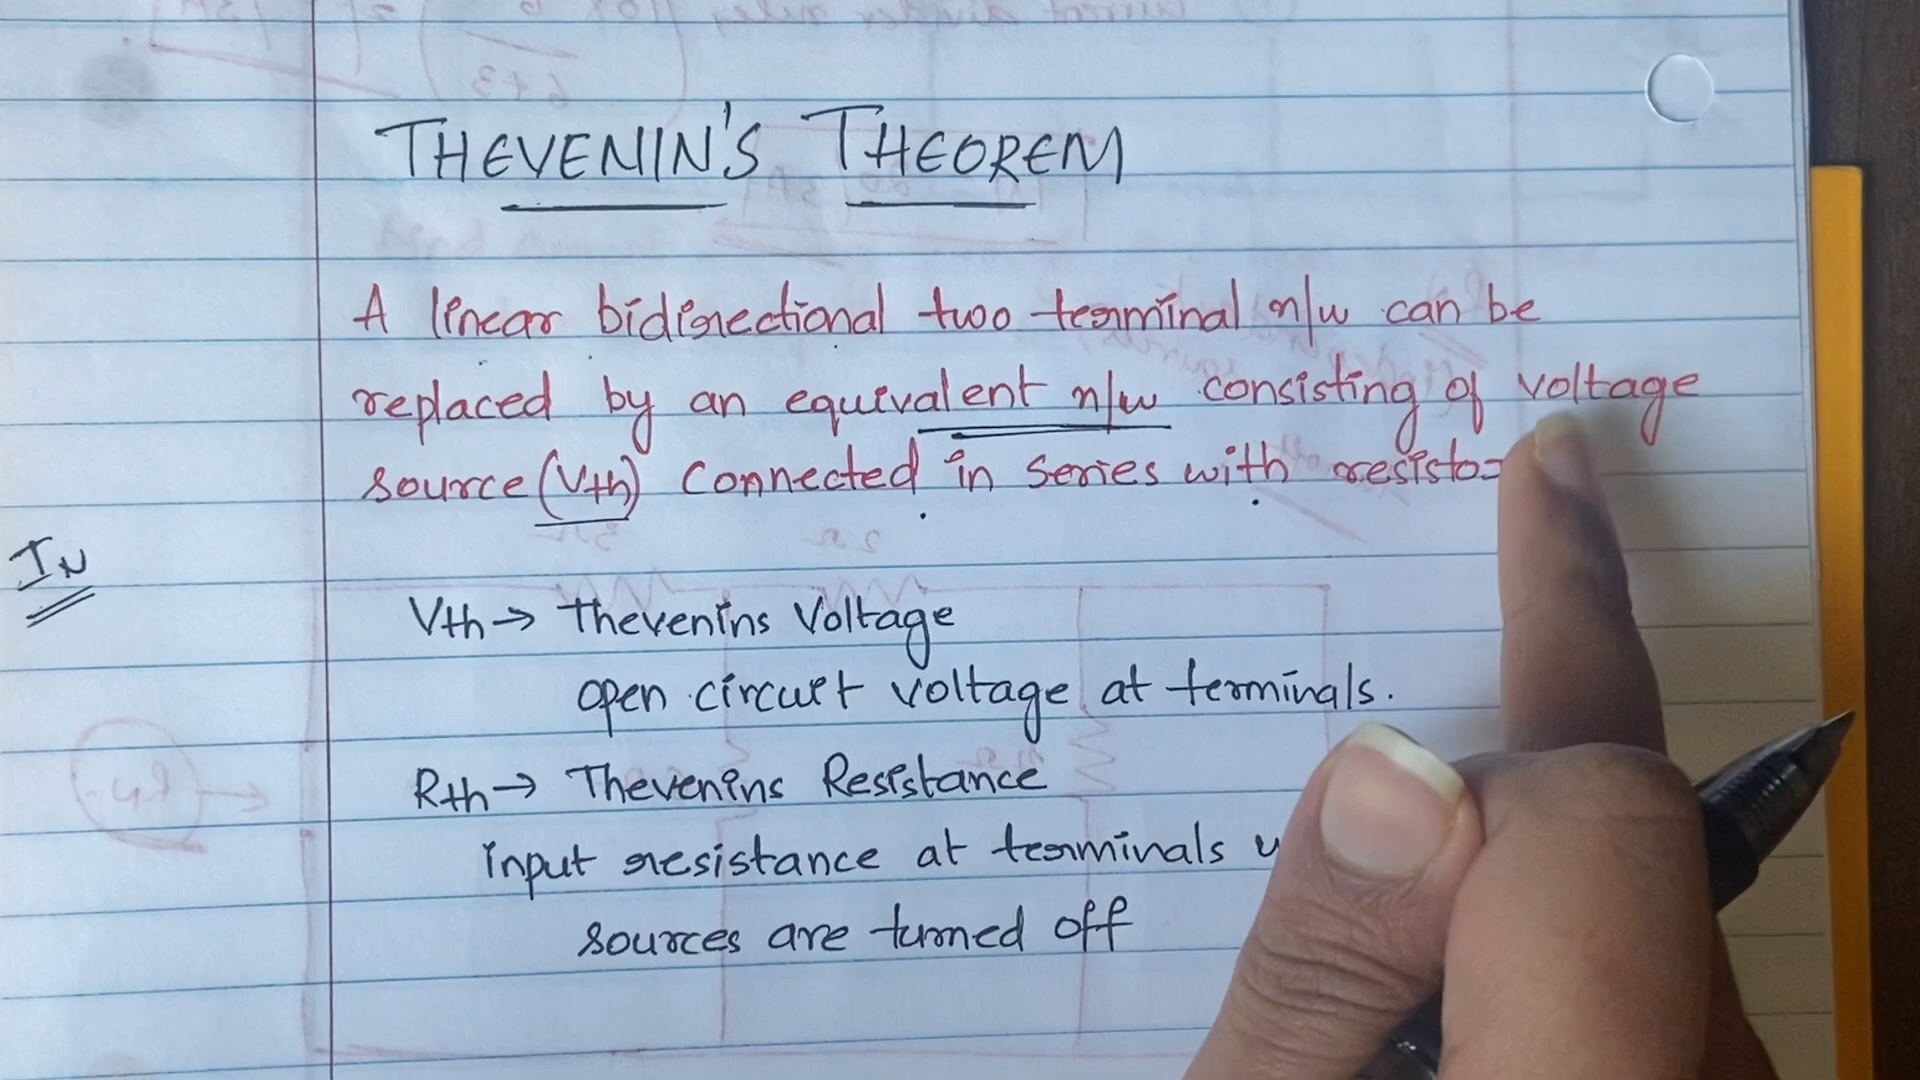 THEVENIN'S THEOREM
A linear bidirectional two terminal n/w can be
replaced by an equivalent n/w consisting of voltage
source (Vth) connected in series with resistor
IN
Vth → Thevenins Voltage
open circuit voltage at terminals.
Rth → Thevenins Resistance
input resistance at terminals
sources are turned off